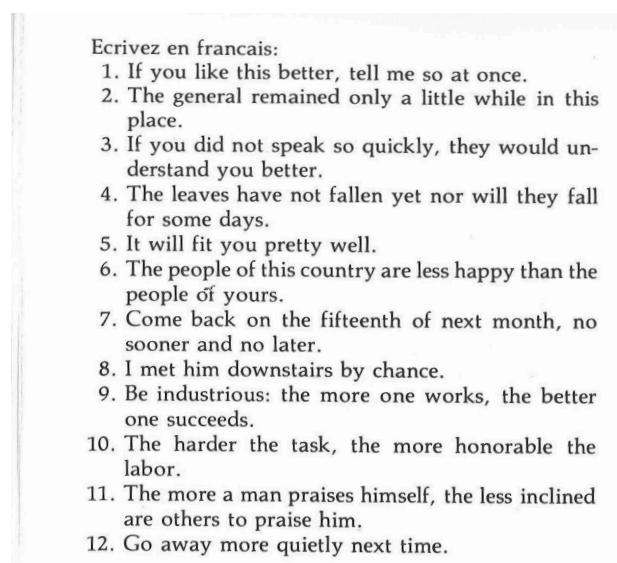 Ecrivez en francais:
1. If you like this better, tell me so at once.
2. The general remained only a little while in this
place.
3. If you did not speak so quickly, they would un-
derstand you better.
4. The leaves have not fallen yet nor will they fall
for some days.
5. It will fit you pretty well.
6. The people of this country are less happy than the
people of yours.
7. Come back on the fifteenth of next month, no
sooner and no later.
8. I met him downstairs by chance.
9. Be industrious: the more one works, the better
one succeeds.
10. The harder the task, the more honorable the
labor.
11. The more a man praises himself, the less inclined
are others to praise him.
12. Go away more quietly next time.